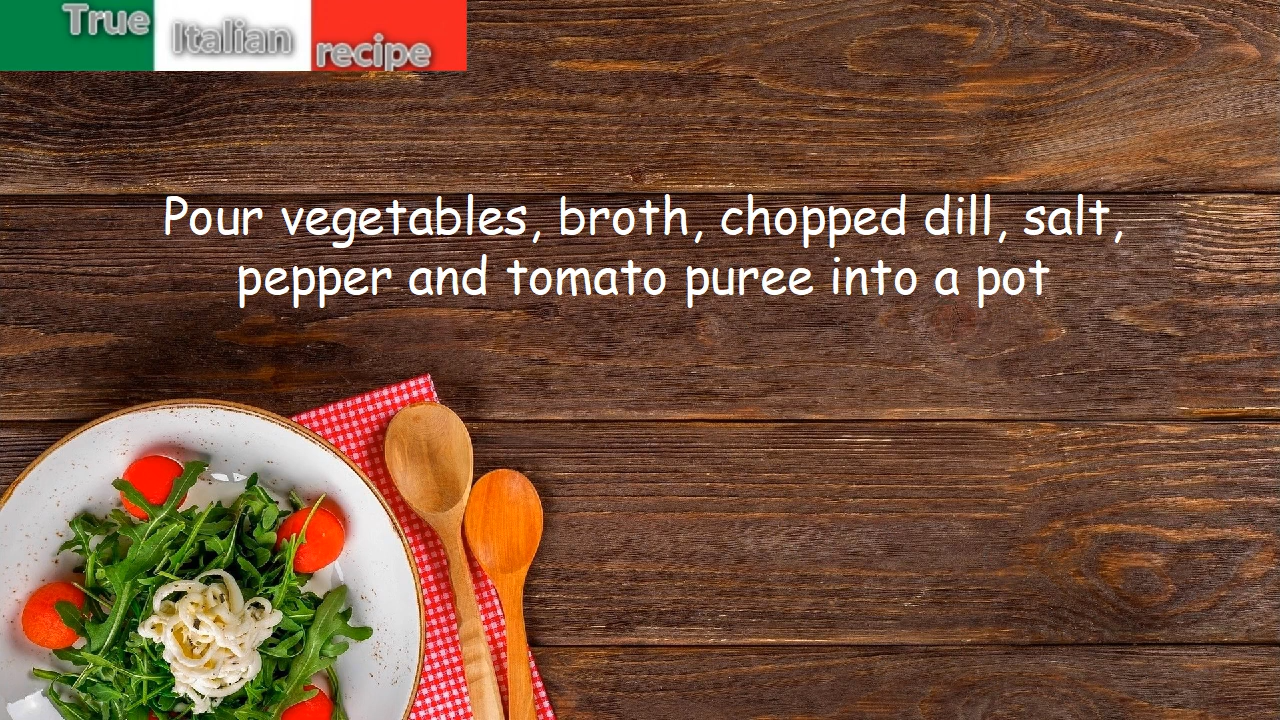 True Italian recipe
Pour vegetables, broth, chopped dill, salt,
pepper and tomato puree into a pot